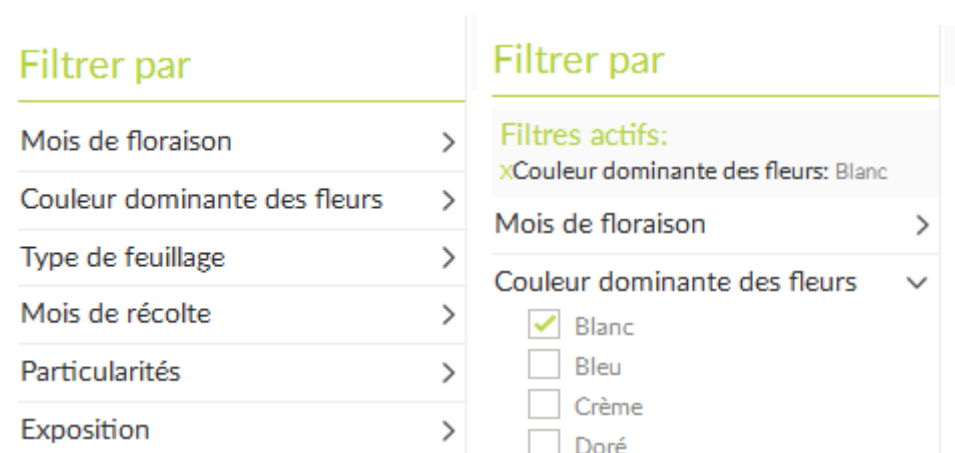 Filtrer par
Mois de floraison
Couleur dominante des fleurs
Type de feuillage
Mois de récolte
Particularités
Exposition
Filtrer par
Filtres actifs:
xCouleur dominante des fleurs: Blanc
Mois de floraison
Couleur dominante des fleurs
Blanc
Bleu
Crème
Doré